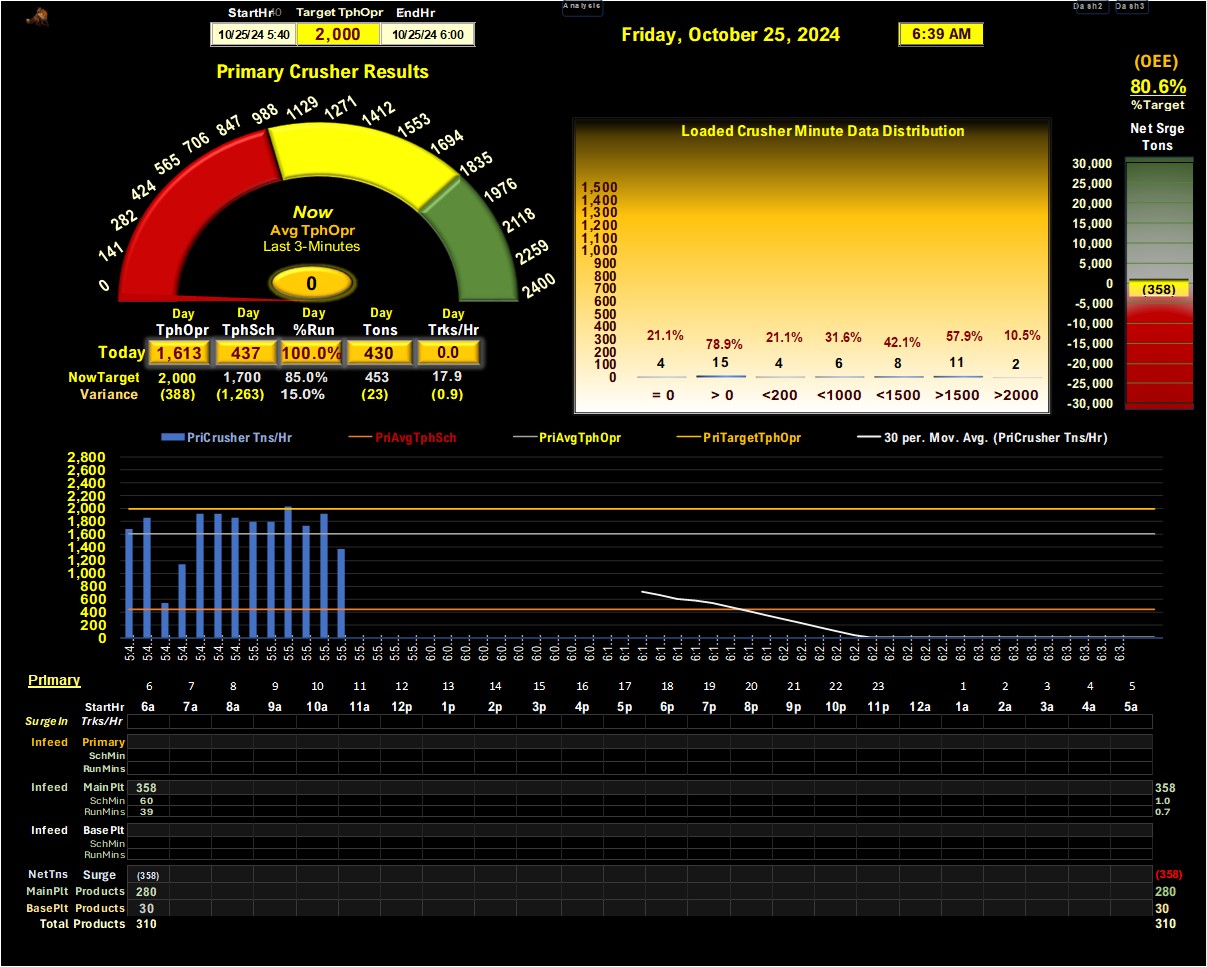 StartHr Target TphOpr EndHr
10/25/24 5:40 2,000 10/25/24 6:00
Analysis
Dash2 Dash3
Friday, October 25, 2024 6:39 AM
(OEE)
80.6%
%Target
Net Srge
Tons
30,000
25,000
20,000
15,000
10,000
5,000
0
(358)
-5,000
-10,000
-15,000
-20,000
-25,000
-30,000
Primary Crusher Results
0 141 282 424 565 706 847 988 1129 1271 1412 1553 1694 1835 1976 2118 2259 2400
Now
Avg TphOpr
Last 3-Minutes
0
Day Day Day Day Day
TphOpr TphSch %Run Tons Trks/Hr
Today 1,613 437 100.0% 430 0.0
NowTarget 2,000 1,700 85.0% 453 17.9
Variance (388) (1,263) 15.0% (23) (0.9)
Loaded Crusher Minute Data Distribution
1,500
1,400
1,300
1,200
1,100
1,000
900
800
700
600
500
400
300
200
100
0
21.1% 78.9% 21.1% 31.6% 42.1% 57.9% 10.5%
4 15 4 6 8 11 2
= 0 > 0 <200 <1000 <1500 >1500 >2000
PriCrusher Tns/Hr PriAvgTphSch PriAvgTphOpr PriTargetTphOpr 30 per. Mov. Avg. (PriCrusher Tns/Hr)
2,800
2,600
2,400
2,200
2,000
1,800
1,600
1,400
1,200
1,000
800
600
400
200
0
5:4. 5:4. 5:4. 5:4. 5:4. 5:5. 5:5. 5:5. 5:5. 5:5. 5:5. 5:5. 5:5. 6:0. 6:0. 6:0. 6:0. 6:0. 6:0. 6:0. 6:0. 6:0. 6:0. 6:1. 6:1. 6:1. 6:1. 6:1. 6:1. 6:1. 6:1. 6:2. 6:2. 6:2. 6:2. 6:2. 6:2. 6:2. 6:2. 6:3. 6:3. 6:3. 6:3. 6:3. 6:3. 6:3. 6:3.
Primary 6 7 8 9 10 11 12 13 14 15 16 17 18 19 20 21 22 23 1 2 3 4 5
StartHr 6a 7a 8a 9a 10a 11a 12p 1p 2p 3p 4p 5p 6p 7p 8p 9p 10p 11p 12a 1a 2a 3a 4a 5a
SurgeIn Trks/Hr
Infeed Primary
SchMin
RunMins
Infeed MainPlt 358 358
SchMin 60 1.0
RunMins 39 0.7
Infeed BasePlt
SchMin
RunMins
NetTns Surge (358) (358)
MainPlt Products 280 280
BasePlt Products 30 30
Total Products 310 310